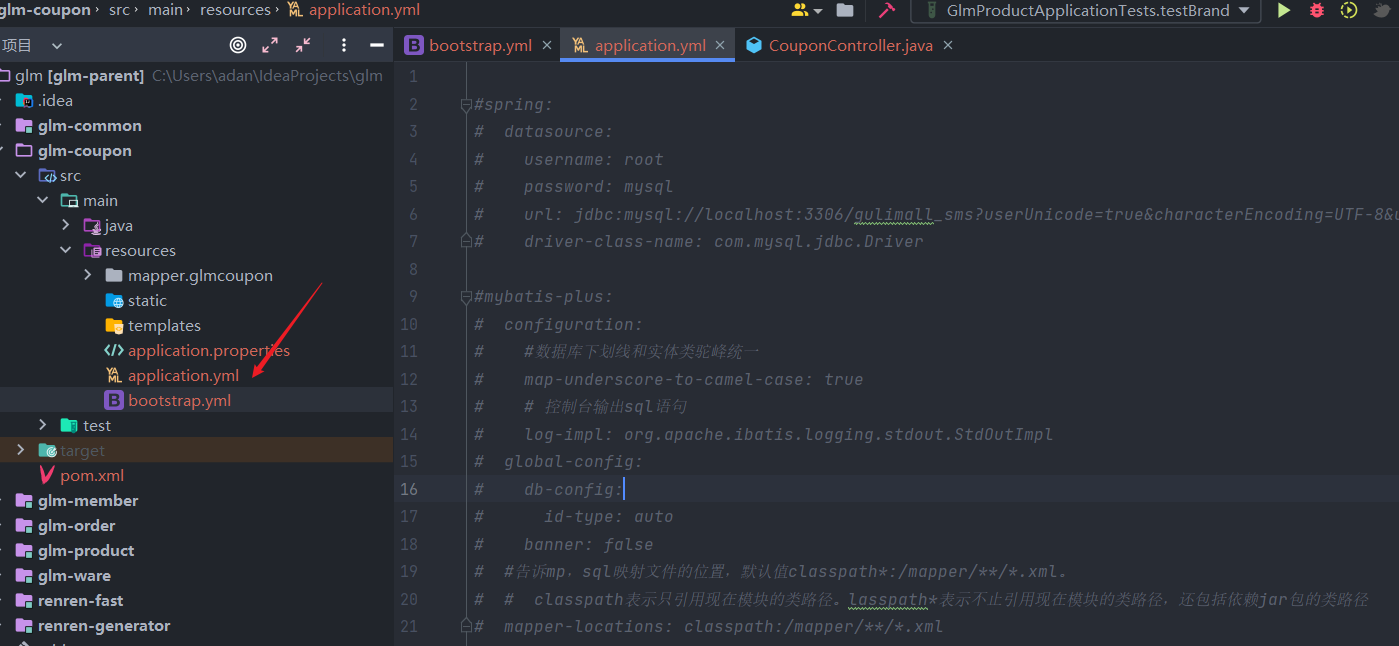 glm-coupon › src › main › resources › application.yml
GlmProductApplicationTests.testBrand
项目
bootstrap.yml
application.yml
CouponController.java
glm [glm-parent] C:\Users\adan\IdeaProjects\glm
.idea
glm-common
glm-coupon
src
main
java
resources
mapper.glmcoupon
static
templates
application.properties
application.yml
bootstrap.yml
test
target
pom.xml
glm-member
glm-order
glm-product
glm-ware
renren-fast
renren-generator
1
2 #spring:
3 #  datasource:
4 #    username: root
5 #    password: mysql
6 #    url: jdbc:mysql://localhost:3306/gulimall_sms?userUnicode=true&characterEncoding=UTF-8&u
7 #    driver-class-name: com.mysql.jdbc.Driver
8
9 #mybatis-plus:
10 #  configuration:
11 #    #数据库下划线和实体类驼峰统一
12 #    map-underscore-to-camel-case: true
13 #    # 控制台输出sql语句
14 #    log-impl: org.apache.ibatis.logging.stdout.StdOutImpl
15 #  global-config:
16 #    db-config:
17 #      id-type: auto
18 #    banner: false
19 #  #告诉mp，sql映射文件的位置，默认值classpath*:/mapper/**/*.xml。
20 #  #  classpath表示只引用现在模块的类路径。lasspath*表示不止引用现在模块的类路径，还包括依赖jar包的类路径
21 #  mapper-locations: classpath:/mapper/**/*.xml